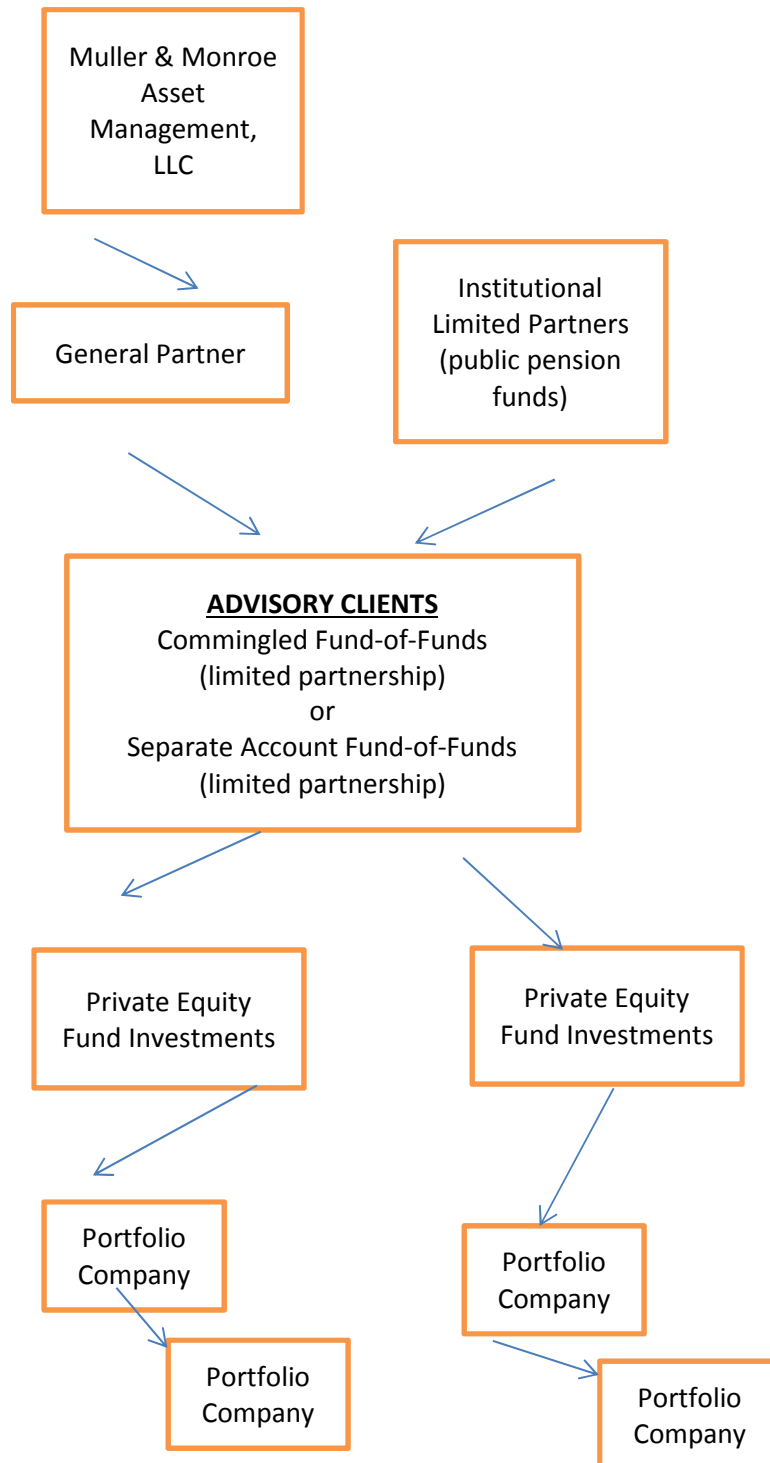 Muller & Monroe
Asset
Management,
LLC
General Partner
Institutional
Limited Partners
(public pension
funds)
ADVISORY CLIENTS
Commingled Fund-of-Funds
(limited partnership)
or
Separate Account Fund-of-Funds
(limited partnership)
Private Equity
Fund Investments
Private Equity
Fund Investments
Portfolio
Company
Portfolio
Company
Portfolio
Company
Portfolio
Company